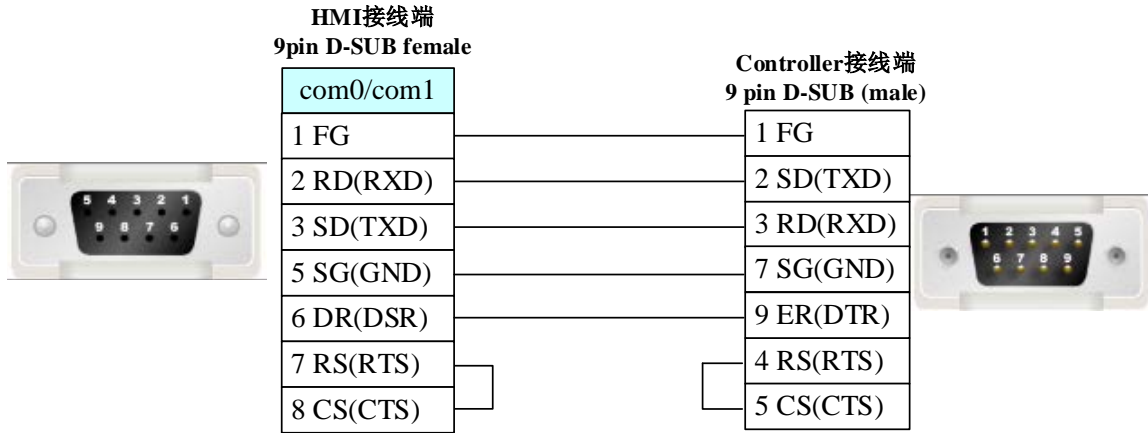 HMI接线端
9pin D-SUB female
com0/com1
1 FG
2 RD(RXD)
3 SD(TXD)
5 SG(GND)
6 DR(DSR)
7 RS(RTS)
8 CS(CTS)
5 4 3 2 1
9 8 7 6
Controller接线端
9 pin D-SUB (male)
1 FG
2 SD(TXD)
3 RD(RXD)
7 SG(GND)
9 ER(DTR)
4 RS(RTS)
5 CS(CTS)
1 2 3 4 5
6 7 8 9